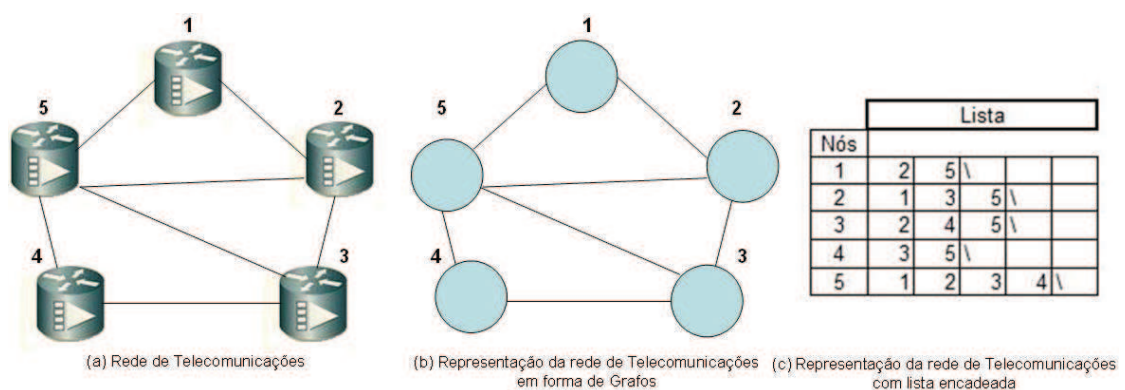 1
5
2
4
3
(a) Rede de Telecomunicações
1
5
2
4
3
(b) Representação da rede de Telecomunicações
em forma de Grafos
Lista
Nós
1 2 5 \
2 1 3 5 \
3 2 4 5 \
4 3 5 \
5 1 2 3 4 \
(c) Representação da rede de Telecomunicações
com lista encadeada.